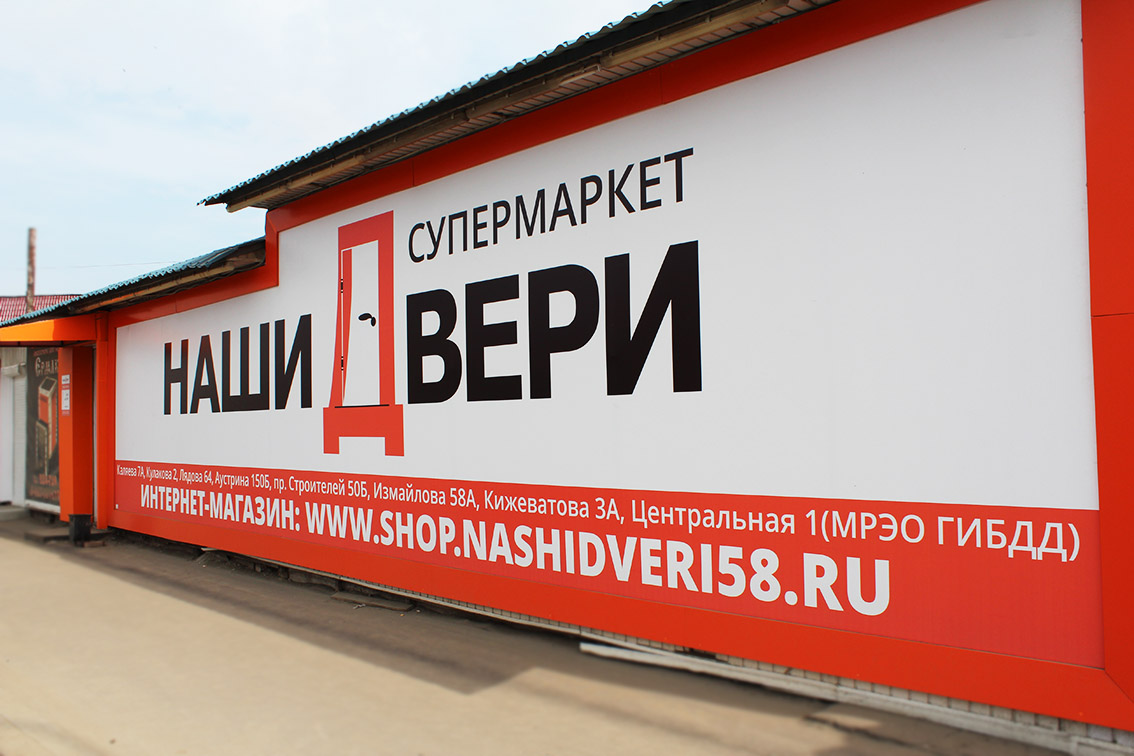 СУПЕРМАРКЕТ
НАШИ ДВЕРИ
Каляева 7А, Кулакова 2, Лядова 64, Аустрина 150Б, пр. Строителей 50Б, Измайлова 58А, Кижеватова 3А, Центральная 1(МРЭО ГИБДД)
ИНТЕРНЕТ-МАГАЗИН: WWW.SHOP.NASHIDVERI58.RU